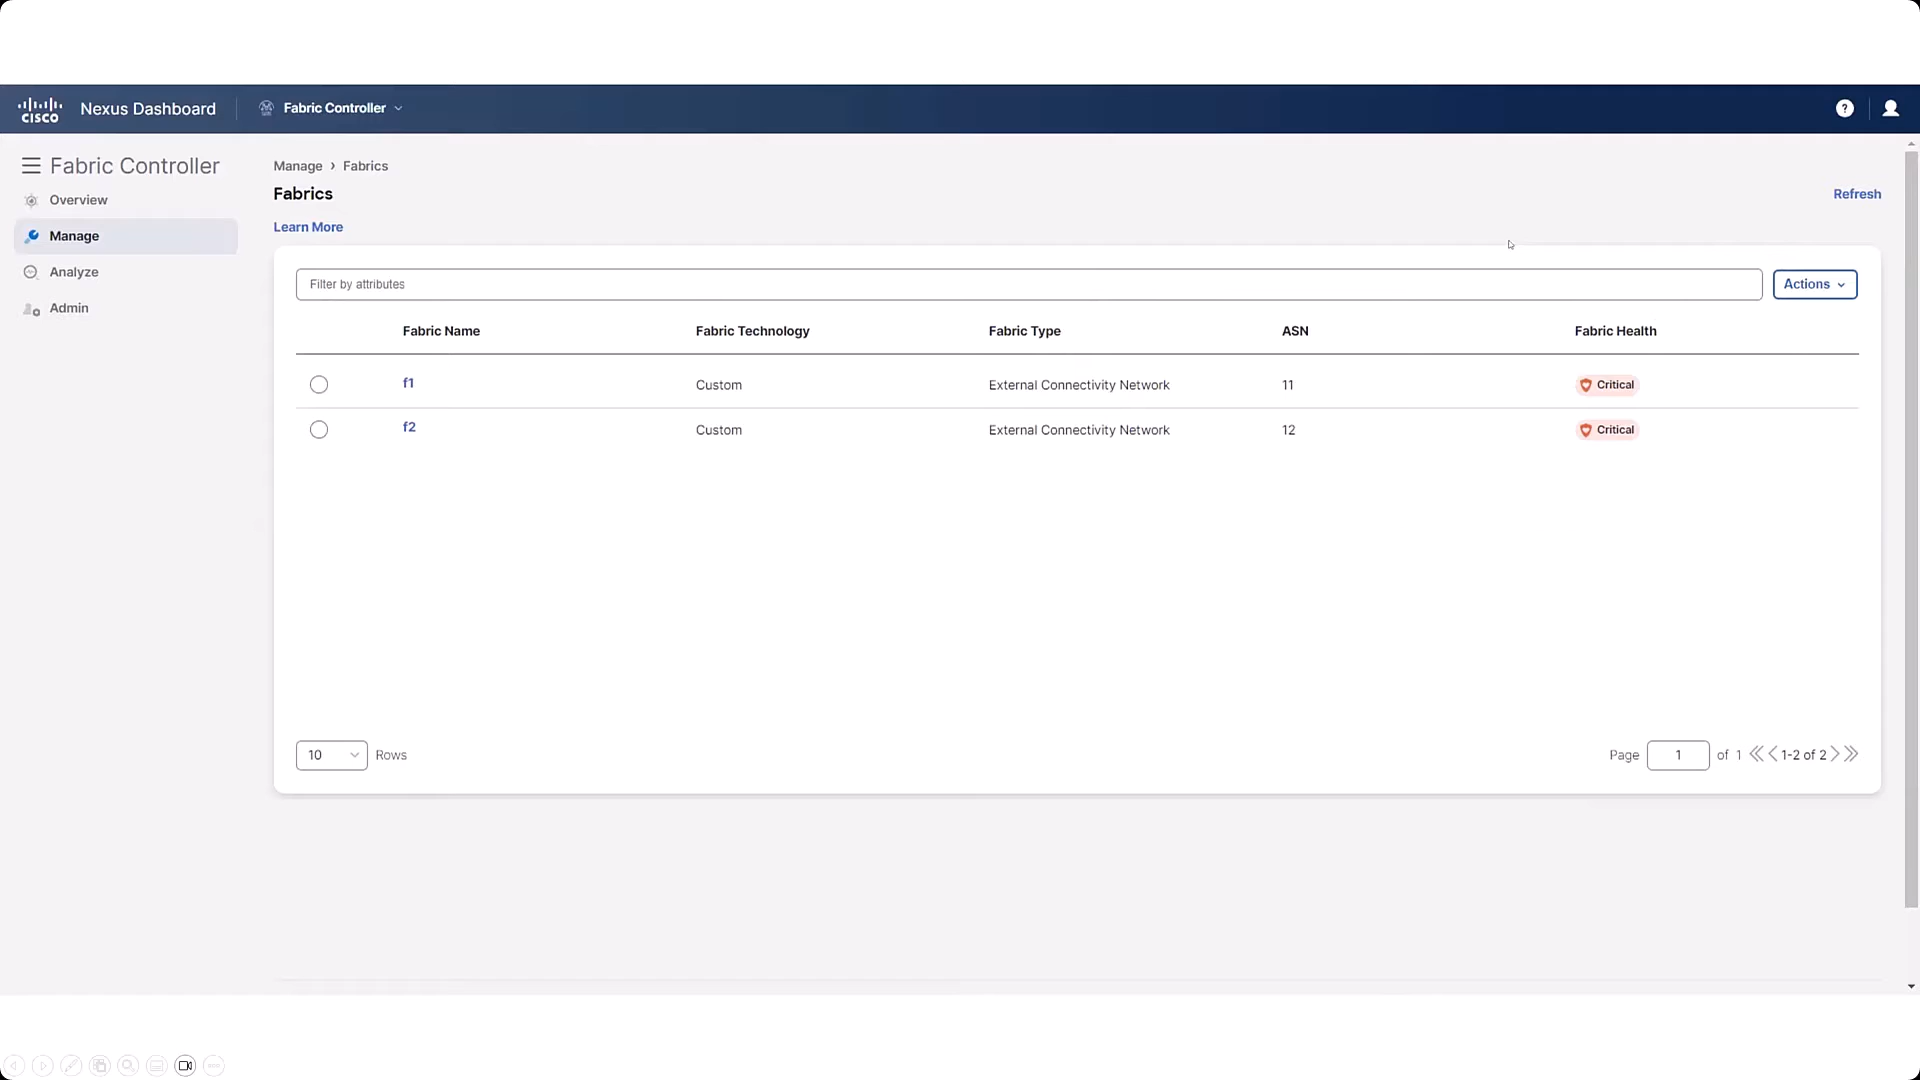 cisco Nexus Dashboard Fabric Controller ?
Fabric Controller
Overview
Manage
Analyze
Admin
Manage › Fabrics
Fabrics
Refresh
Learn More
Filter by attributes
Actions
Fabric Name Fabric Technology Fabric Type ASN Fabric Health
f1 Custom External Connectivity Network 11 Critical
f2 Custom External Connectivity Network 12 Critical
10 Rows Page 1 of 1 1-2 of 2